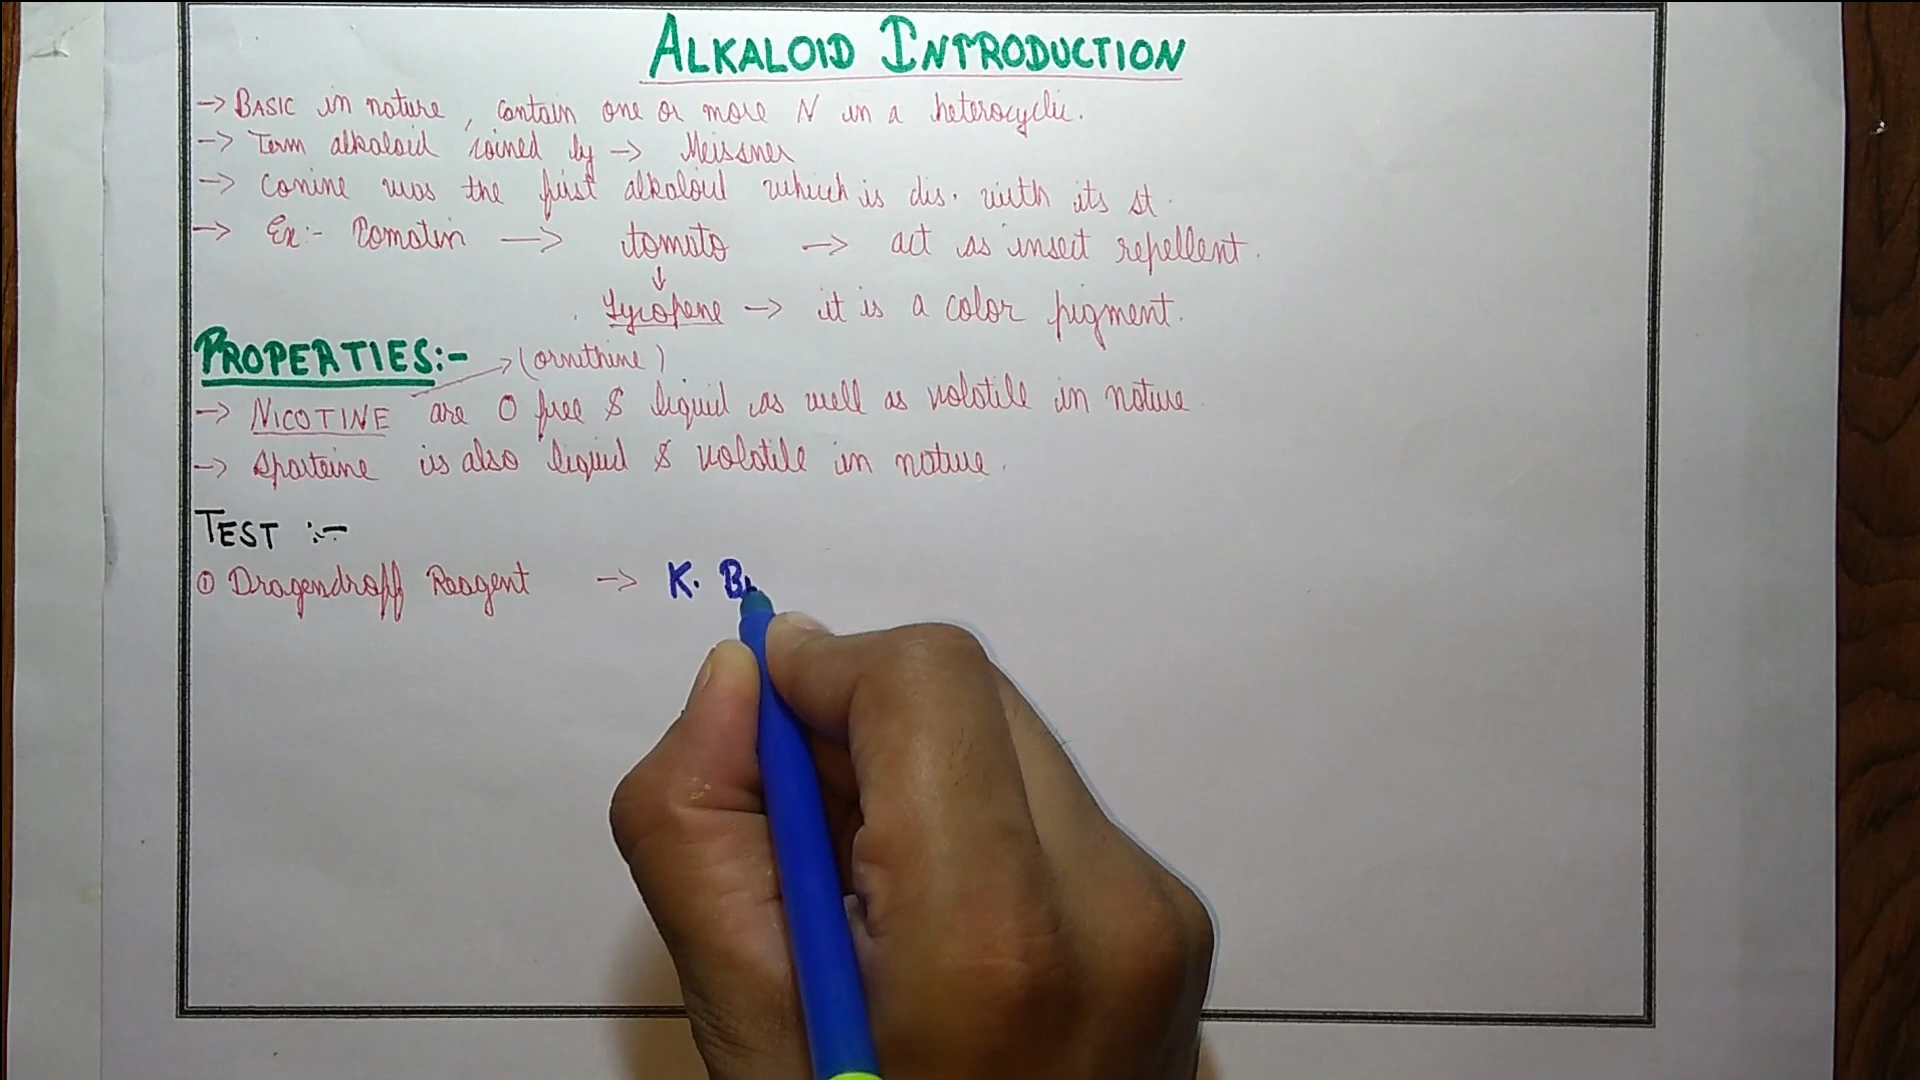 ALKALOID INTRODUCTION
→ BASIC in nature, contain one or more N in a heterocyclic.
→ Term alkaloid coined by → Meissner
→ Conine was the first alkaloid which is dis. with its st.
→ Ex:- Tomatin → tomato → act as insect repellent.
↓
Lycopene → it is a color pigment.
PROPERTIES:- → (ornithine)
→ NICOTINE are O free $ liquid as well as volatile in nature
→ Sparteine is also liquid $ volatile in nature.
TEST :-
① Dragendroff Reagent → K. B